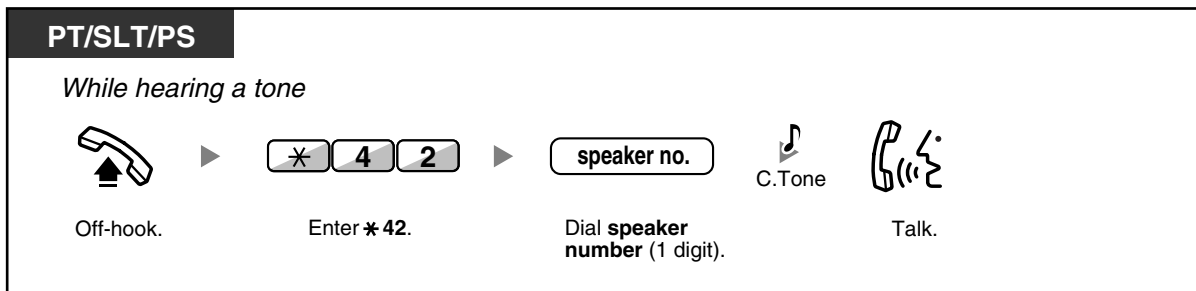 PT/SLT/PS
While hearing a tone
* 4 2
speaker no.
C.Tone
Off-hook.
Enter * 42.
Dial speaker
number (1 digit).
Talk.